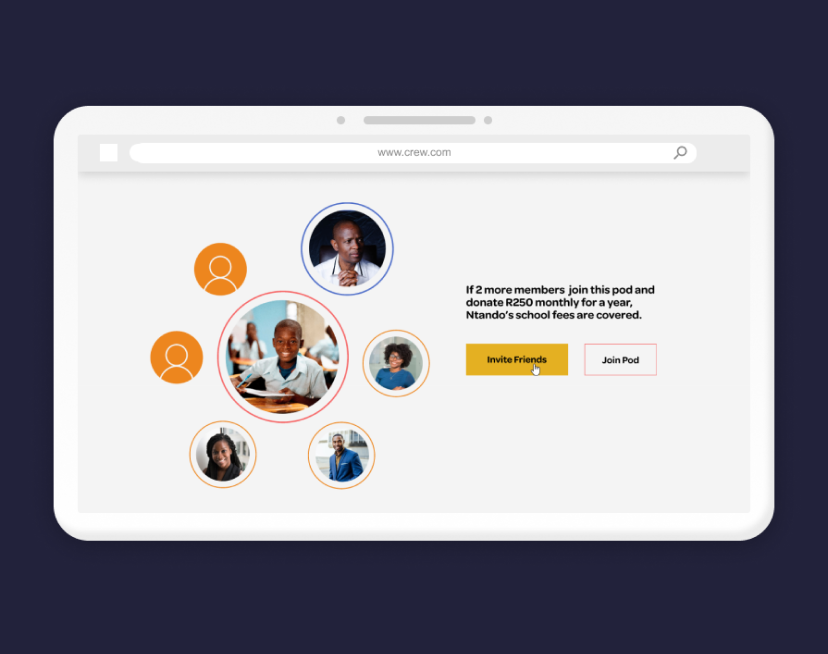 www.crew.com
If 2 more members join this pod and
donate R250 monthly for a year,
Ntando's school fees are covered.
Invite Friends
Join Pod